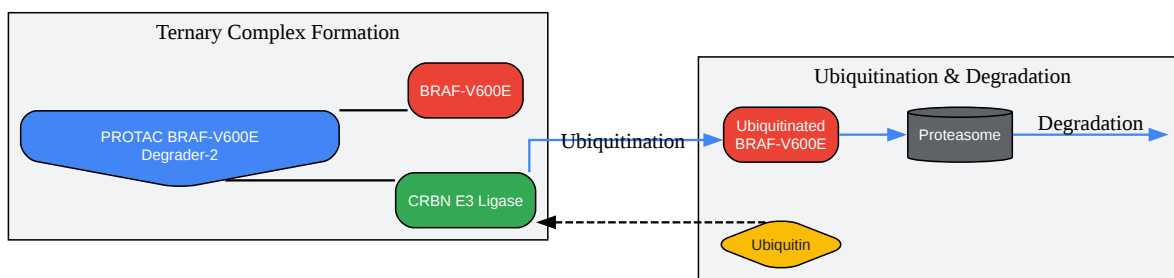 Ternary Complex Formation
BRAF-V600E
PROTAC BRAF-V600E
Degrader-2
CRBN E3 Ligase
Ubiquitination
Ubiquitination & Degradation
Ubiquitinated
BRAF-V600E
Proteasome
Degradation
Ubiquitin